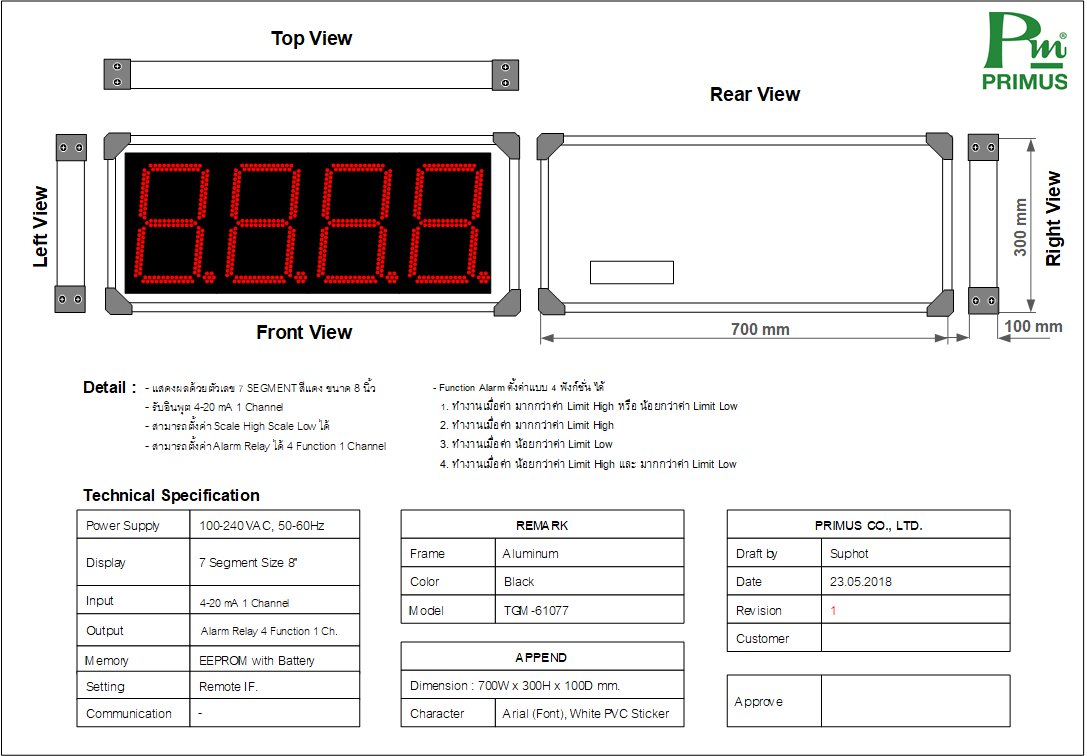 Top View
Pm®
PRIMUS
Rear View
Left View
Front View
300 mm
Right View
700 mm
100 mm
Detail :
- แสดงผลด้วยตัวเลข 7 SEGMENT สีแดง ขนาด 8 นิ้ว
- รับอินพุต 4-20 mA 1 Channel
- สามารถตั้งค่า Scale High Scale Low ได้
- สามารถตั้งค่า Alarm Relay ได้ 4 Function 1 Channel
- Function Alarm ตั้งค่าแบบ 4 ฟังก์ชั่น ได้
1. ทำงานเมื่อค่า มากกว่าค่า Limit High หรือ น้อยกว่าค่า Limit Low
2. ทำงานเมื่อค่า มากกว่าค่า Limit High
3. ทำงานเมื่อค่า น้อยกว่าค่า Limit Low
4. ทำงานเมื่อค่า น้อยกว่าค่า Limit High และ มากกว่าค่า Limit Low
Technical Specification
Power Supply 100-240 VAC, 50-60Hz
Display 7 Segment Size 8"
Input 4-20 mA 1 Channel
Output Alarm Relay 4 Function 1 Ch.
Memory EEPROM with Battery
Setting Remote IF.
Communication -
REMARK
Frame Aluminum
Color Black
Model TGM-61077
APPEND
Dimension : 700W x 300H x 100D mm.
Character Arial (Font), White PVC Sticker
PRIMUS CO., LTD.
Draft by Suphot
Date 23.05.2018
Revision 1
Customer
Approve
8.8.8.8.